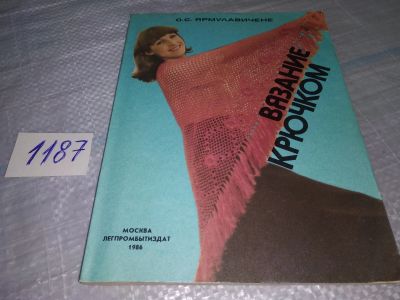 О.С. ЯРМУЛАВИЧЕНЕ
ВЯЗАНИЕ
КРЮЧКОМ
1187
МОСКВА
ЛЕГПРОМБЫТИЗДАТ
1986